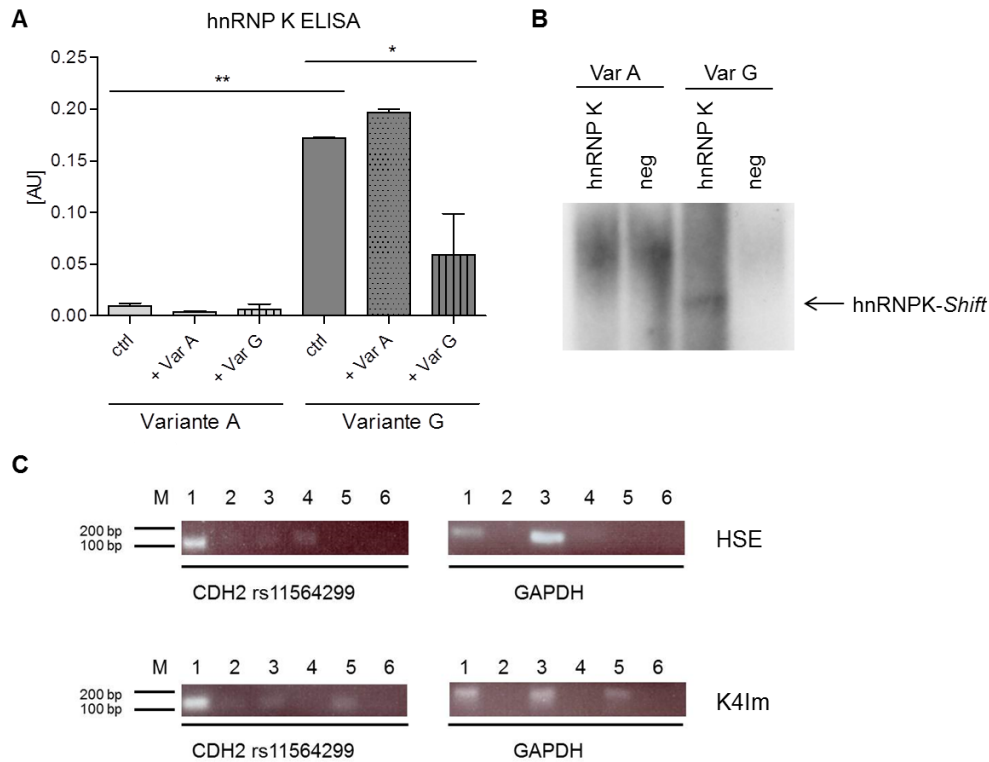 A
hnRNP K ELISA
0.25
0.20
0.15
0.10
0.05
0.00
[AU]
**
*
ctrl
+ Var A
+ Var G
ctrl
+ Var A
+ Var G
Variante A
Variante G
B
Var A Var G
hnRNP K
neg
hnRNP K
neg
hnRNPK-Shift
C
M 1 2 3 4 5 6
1 2 3 4 5 6
200 bp
100 bp
HSE
CDH2 rs11564299
GAPDH
M 1 2 3 4 5 6
1 2 3 4 5 6
200 bp
100 bp
K4Im
CDH2 rs11564299
GAPDH